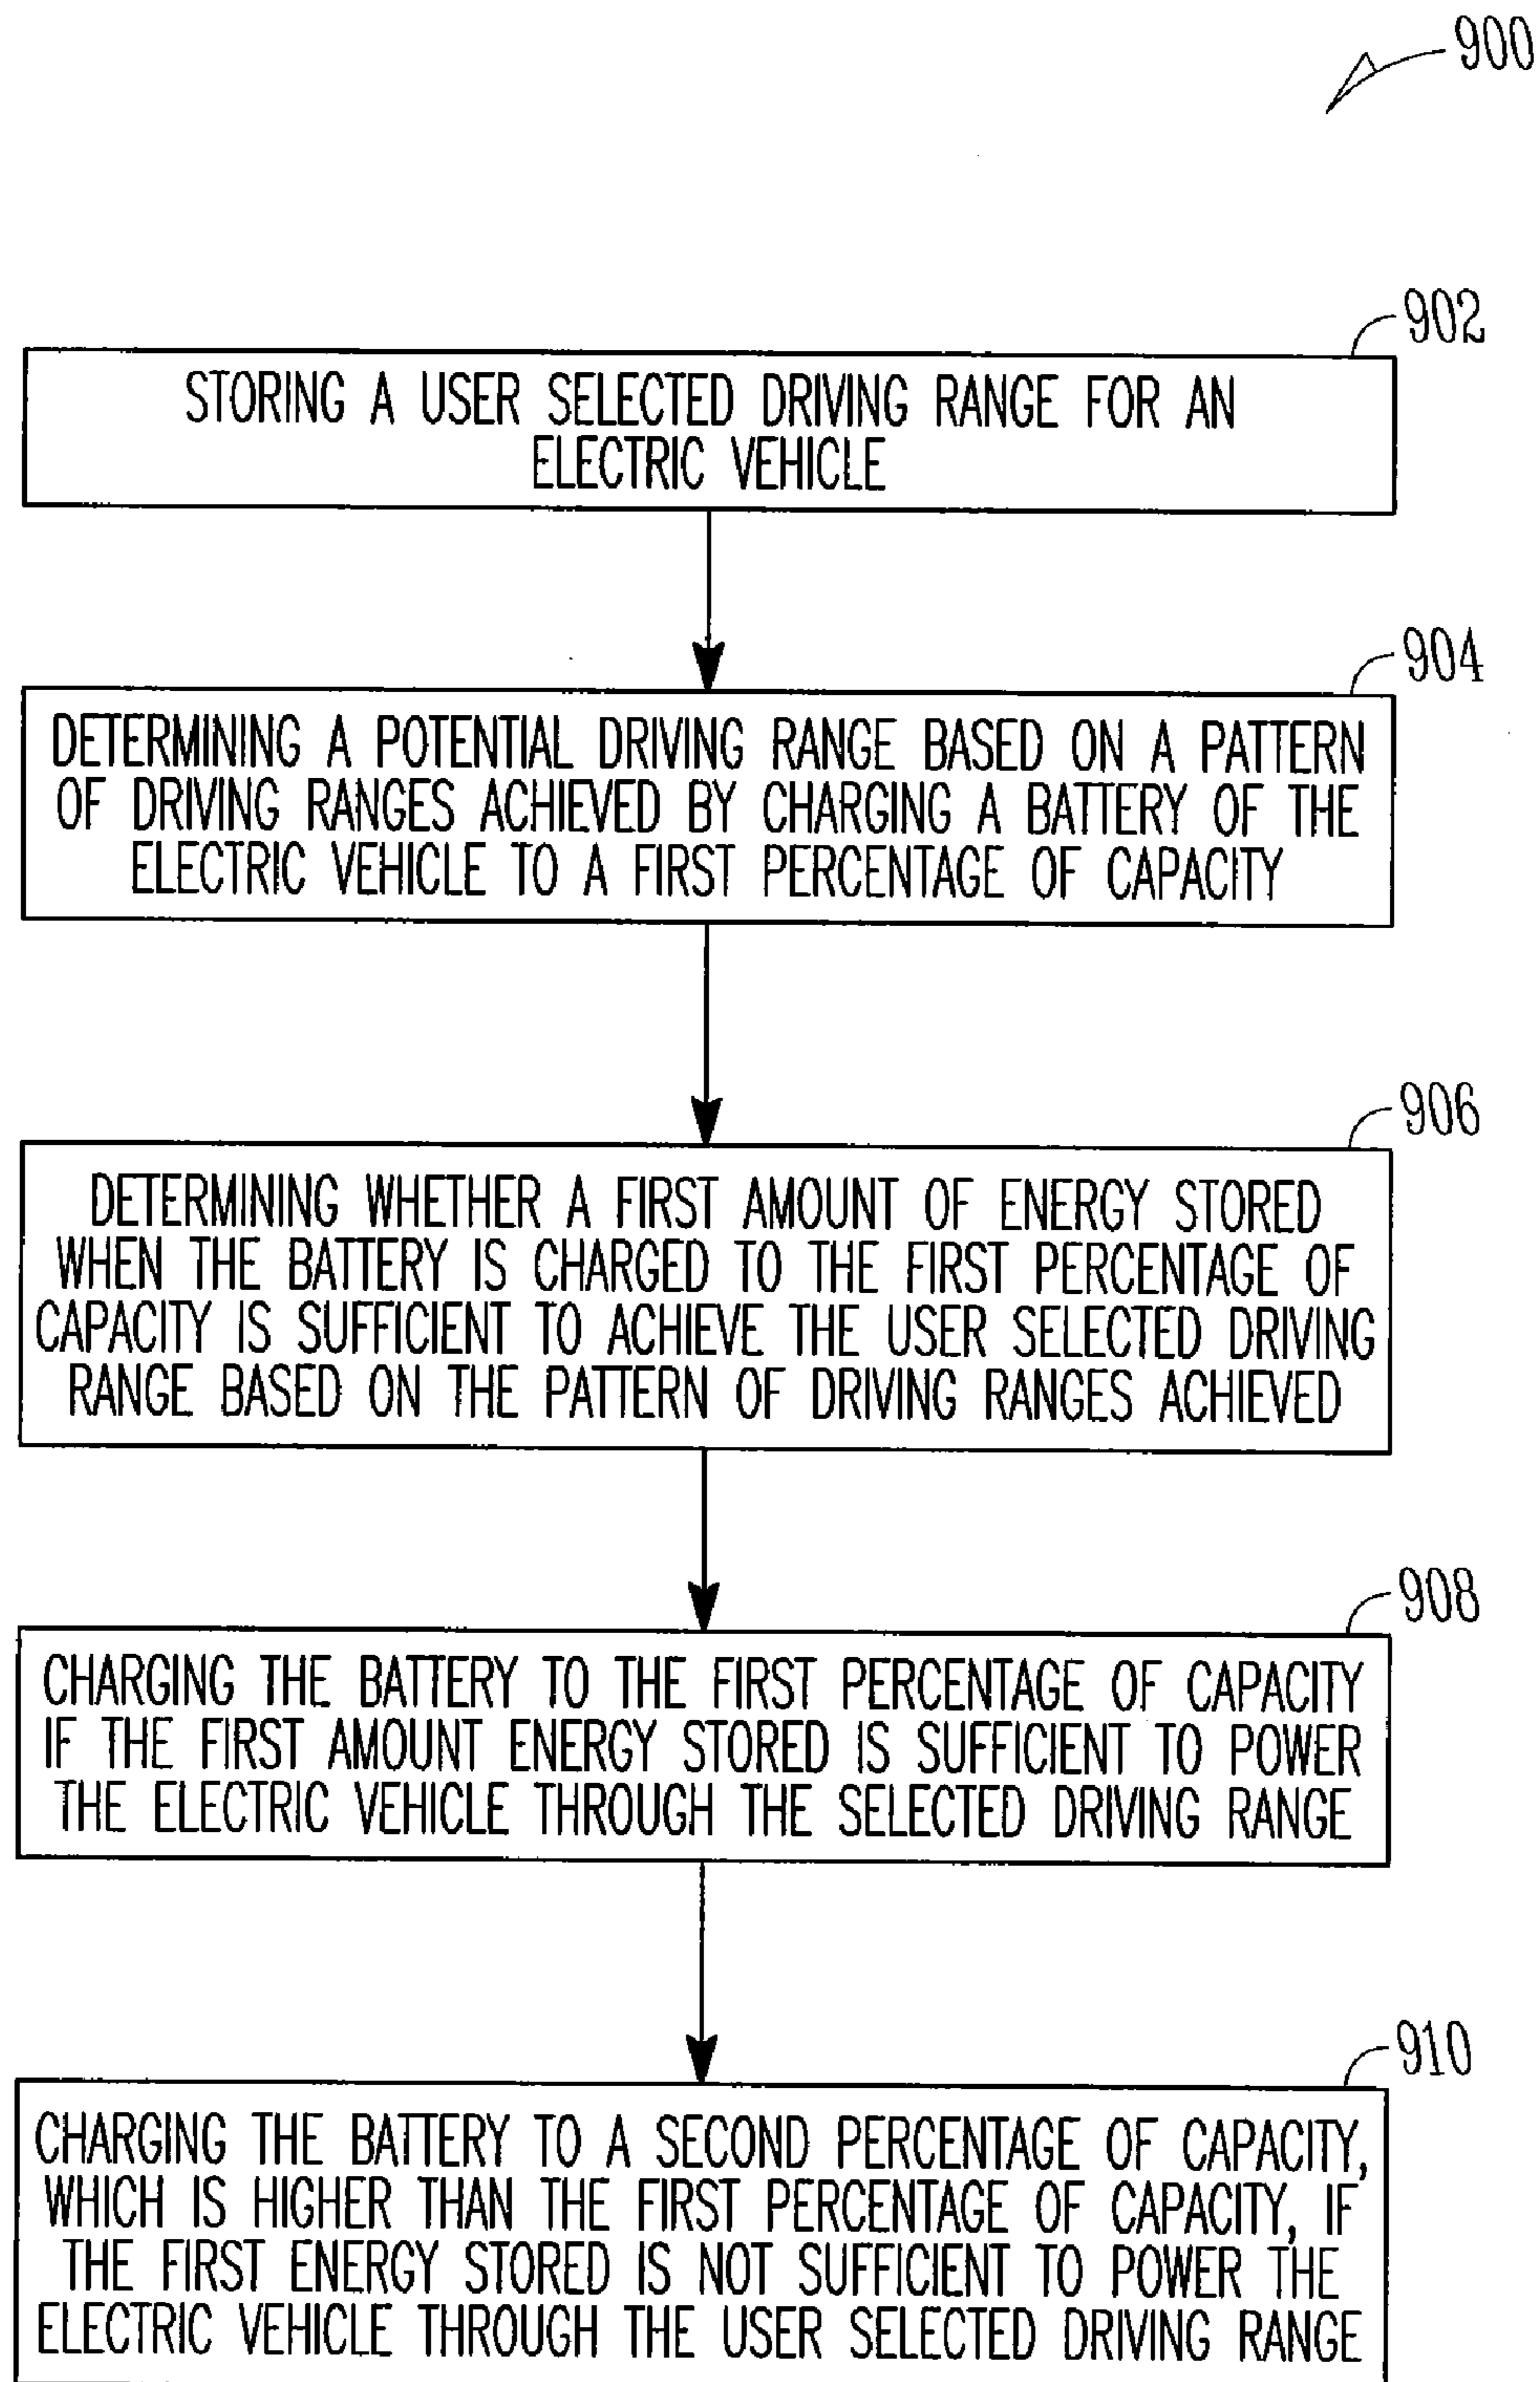 900
902
STORING A USER SELECTED DRIVING RANGE FOR AN
ELECTRIC VEHICLE
904
DETERMINING A POTENTIAL DRIVING RANGE BASED ON A PATTERN
OF DRIVING RANGES ACHIEVED BY CHARGING A BATTERY OF THE
ELECTRIC VEHICLE TO A FIRST PERCENTAGE OF CAPACITY
906
DETERMINING WHETHER A FIRST AMOUNT OF ENERGY STORED
WHEN THE BATTERY IS CHARGED TO THE FIRST PERCENTAGE OF
CAPACITY IS SUFFICIENT TO ACHIEVE THE USER SELECTED DRIVING
RANGE BASED ON THE PATTERN OF DRIVING RANGES ACHIEVED
908
CHARGING THE BATTERY TO THE FIRST PERCENTAGE OF CAPACITY
IF THE FIRST AMOUNT ENERGY STORED IS SUFFICIENT TO POWER
THE ELECTRIC VEHICLE THROUGH THE SELECTED DRIVING RANGE
910
CHARGING THE BATTERY TO A SECOND PERCENTAGE OF CAPACITY,
WHICH IS HIGHER THAN THE FIRST PERCENTAGE OF CAPACITY, IF
THE FIRST ENERGY STORED IS NOT SUFFICIENT TO POWER THE
ELECTRIC VEHICLE THROUGH THE USER SELECTED DRIVING RANGE